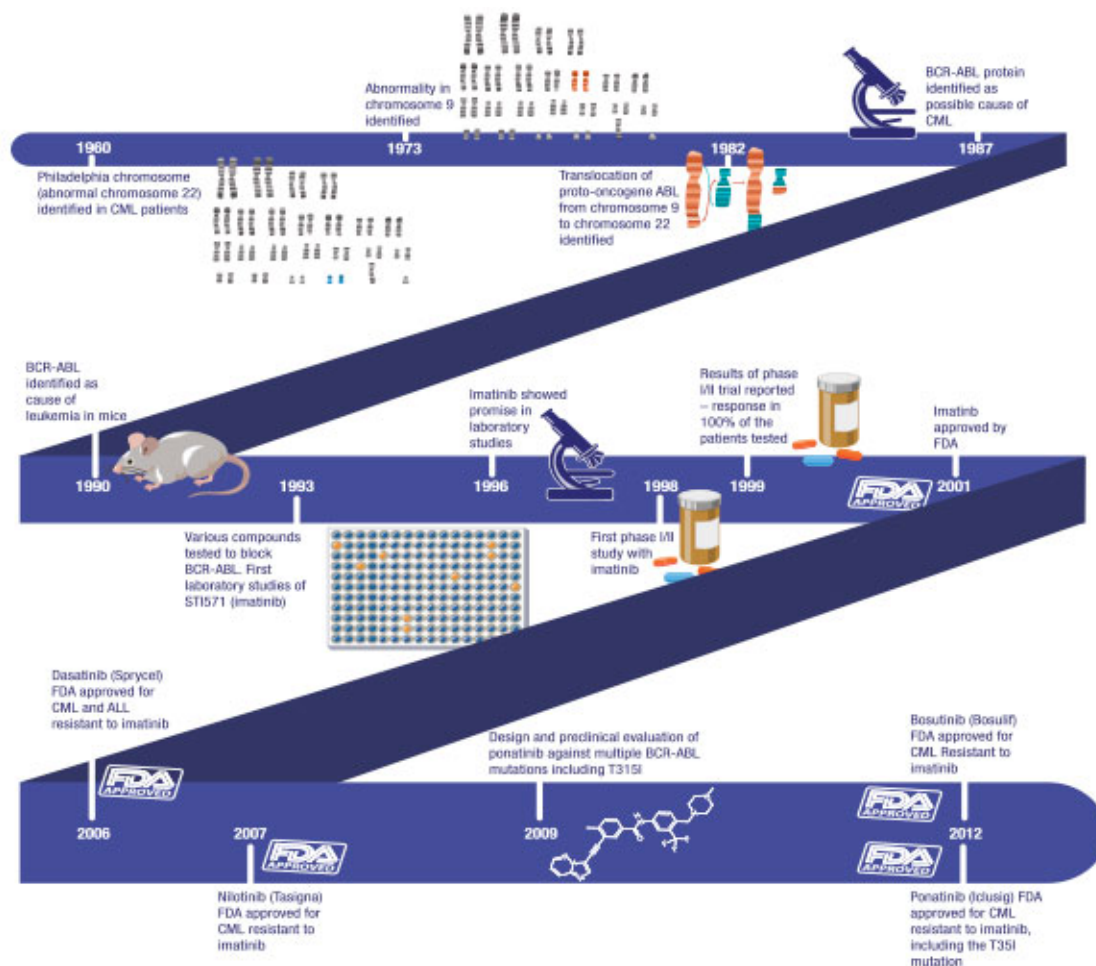 Abnormality in
chromosome 9
identified
BCR-ABL protein
identified as
possible cause of
CML
1960
1973
1982
1987
Philadelphia chromosome
(abnormal chromosome 22)
identified in CML patients
Translocation of
proto-oncogene ABL
from chromosome 9
to chromosome 22
identified
BCR-ABL
identified as
cause of
leukemia in mice
Imatinib showed
promise in
laboratory
studies
Results of phase
I/II trial reported
– response in
100% of the
patients tested
Imatinb
approved by
FDA
1990
1993
1996
1998
1999
FDA
APPROVED
2001
Various compounds
tested to block
BCR-ABL. First
laboratory studies of
STI571 (imatinib)
First phase I/II
study with
imatinib
Dasatinib (Sprycel)
FDA approved for
CML and ALL
resistant to imatinib
Design and preclinical evaluation of
ponatinib against multiple BCR-ABL
mutations including T315I
Bosutinib (Bosulif)
FDA approved for
CML Resistant to
imatinib
FDA
APPROVED
FDA
APPROVED
2006
2007
2009
2012
FDA
APPROVED
FDA
APPROVED
Nilotinib (Tasigna)
FDA approved for
CML resistant to
imatinib
Ponatinib (Iclusig) FDA
approved for CML
resistant to imatinib,
including the T35I
mutation